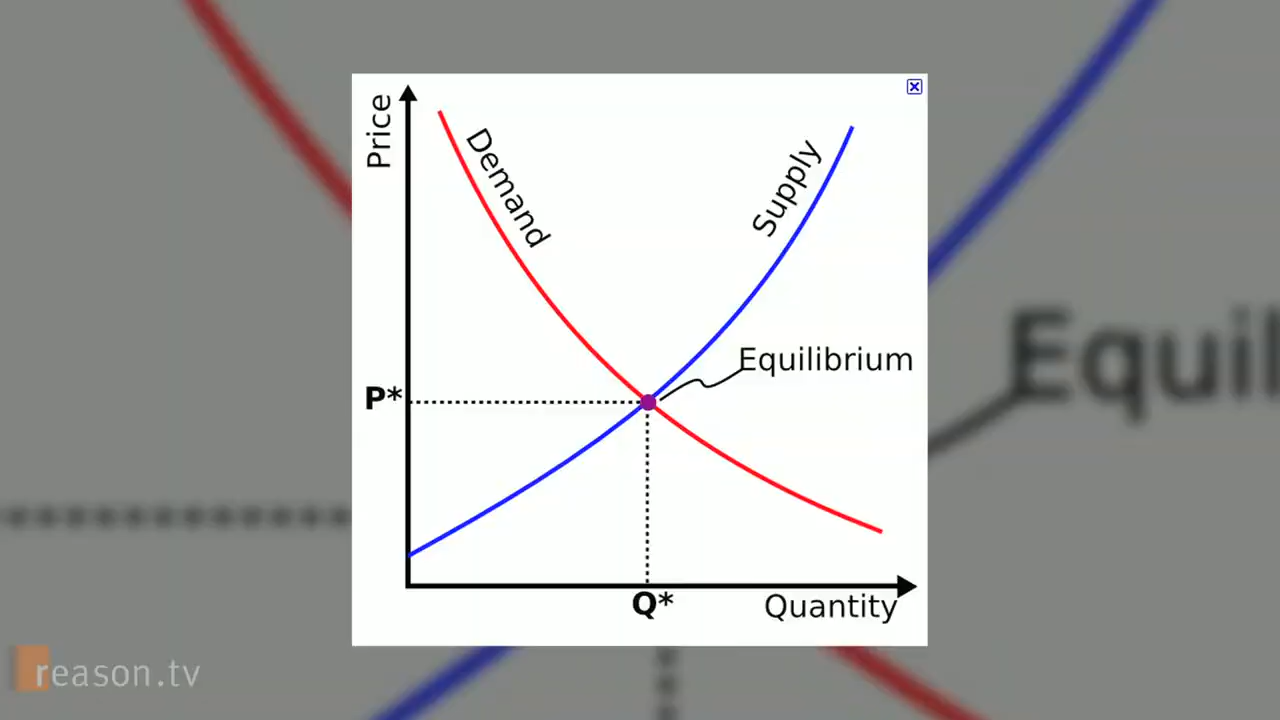 Price
Demand
Supply
Equilibrium
P*
Q*
Quantity
Equil
reason.tv